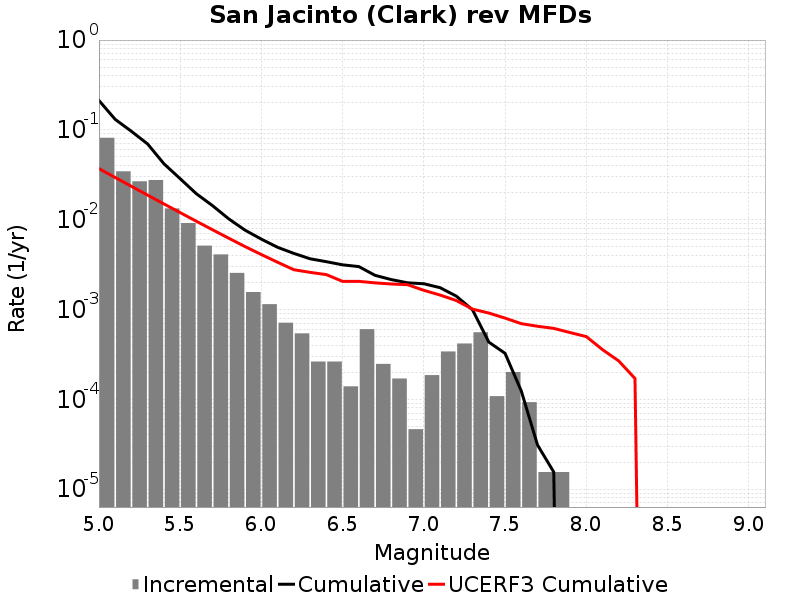 San Jacinto (Clark) rev MFDs
10^0
10^-1
10^-2
10^-3
10^-4
10^-5
Rate (1/yr)
5.0 5.5 6.0 6.5 7.0 7.5 8.0 8.5 9.0
Magnitude
Incremental Cumulative UCERF3 Cumulative